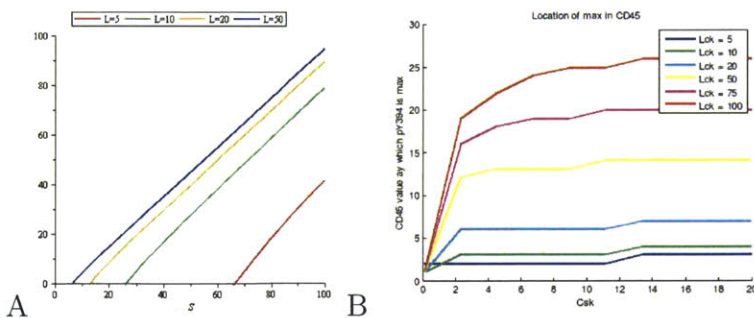 L=5 L=10 L=20 L=50
100
80
60
40
20
0
0 20 40 60 80 100
s
A
Location of max in CD45
CD45 value ay which pY394 is max
30
25
20
15
10
5
0
0 2 4 6 8 10 12 14 16 18 20
Csk
Lck = 5
Lck = 10
Lck = 20
Lck = 50
Lck = 75
Lck = 100
B